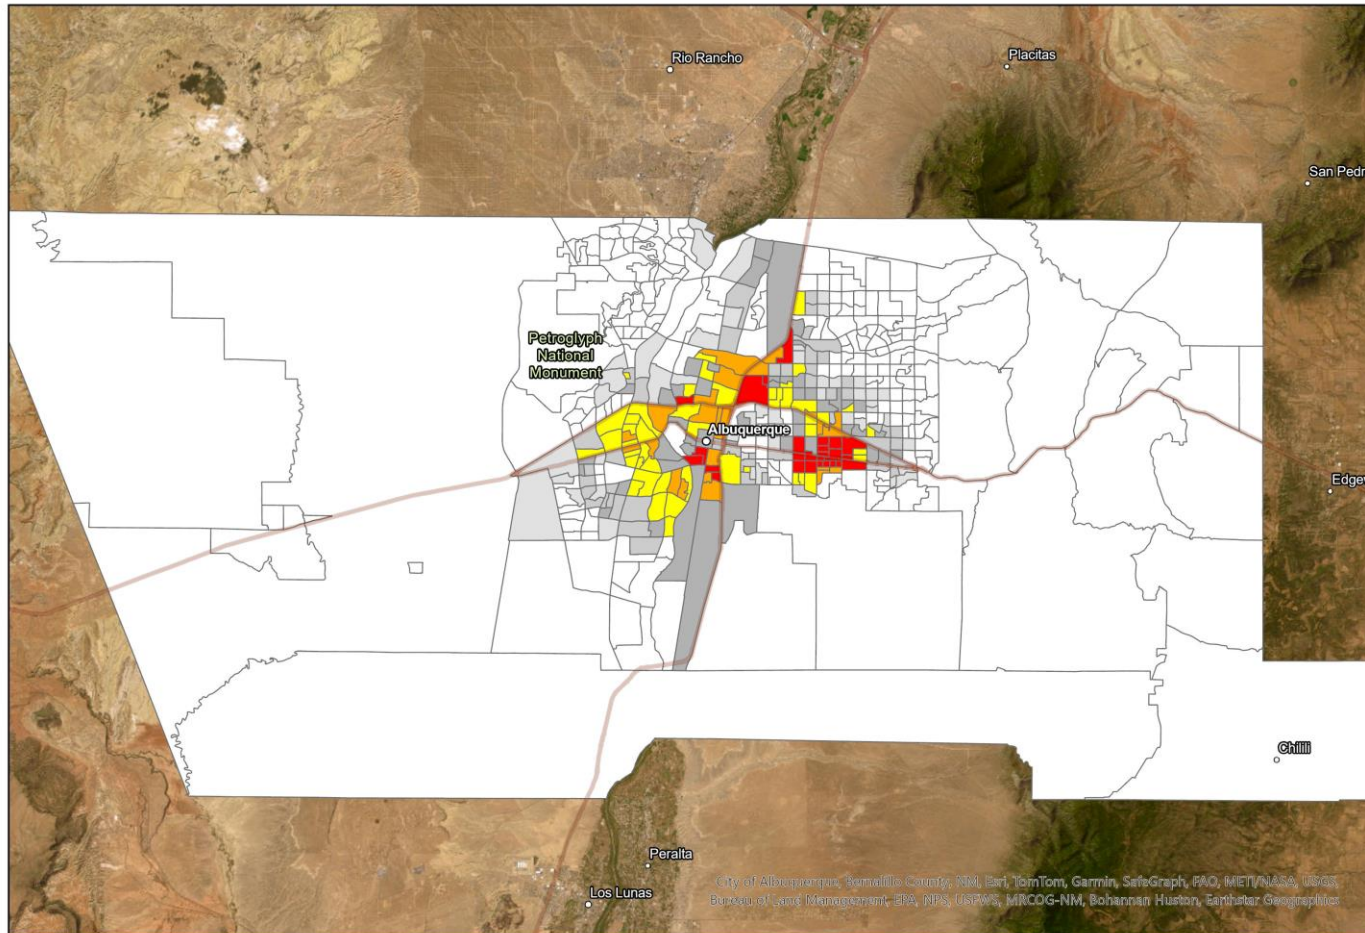 Rio Rancho
Placitas
San Pedr
Petroglyph
National
Monument
Albuquerque
Edgew
Chilili
Peralta
Los Lunas
City of Albuquerque, Bernalillo County, NM, Esri, TomTom, Garmin, SafeGraph, FAO, METI/NASA, USGS,
Bureau of Land Management, EPA, NPS, USFWS, MRCOG-NM, Bohannan Huston, Earthstar Geographics